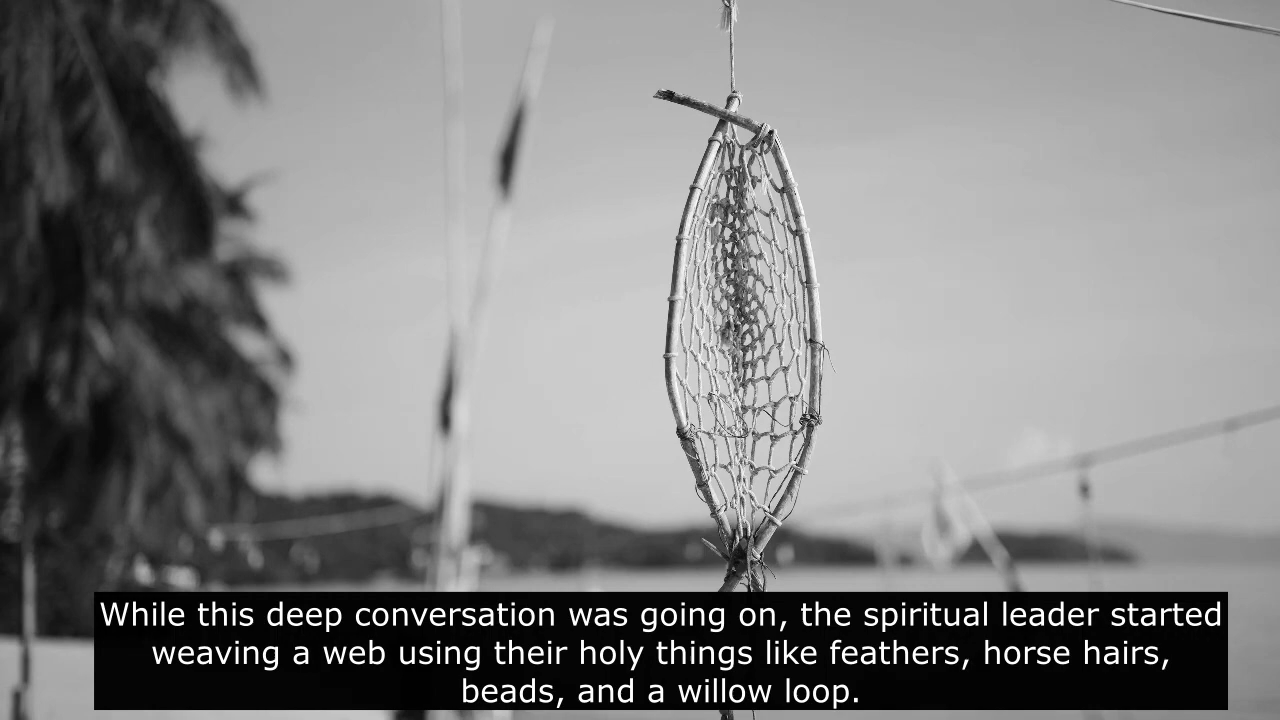 While this deep conversation was going on, the spiritual leader started
weaving a web using their holy things like feathers, horse hairs,
beads, and a willow loop.